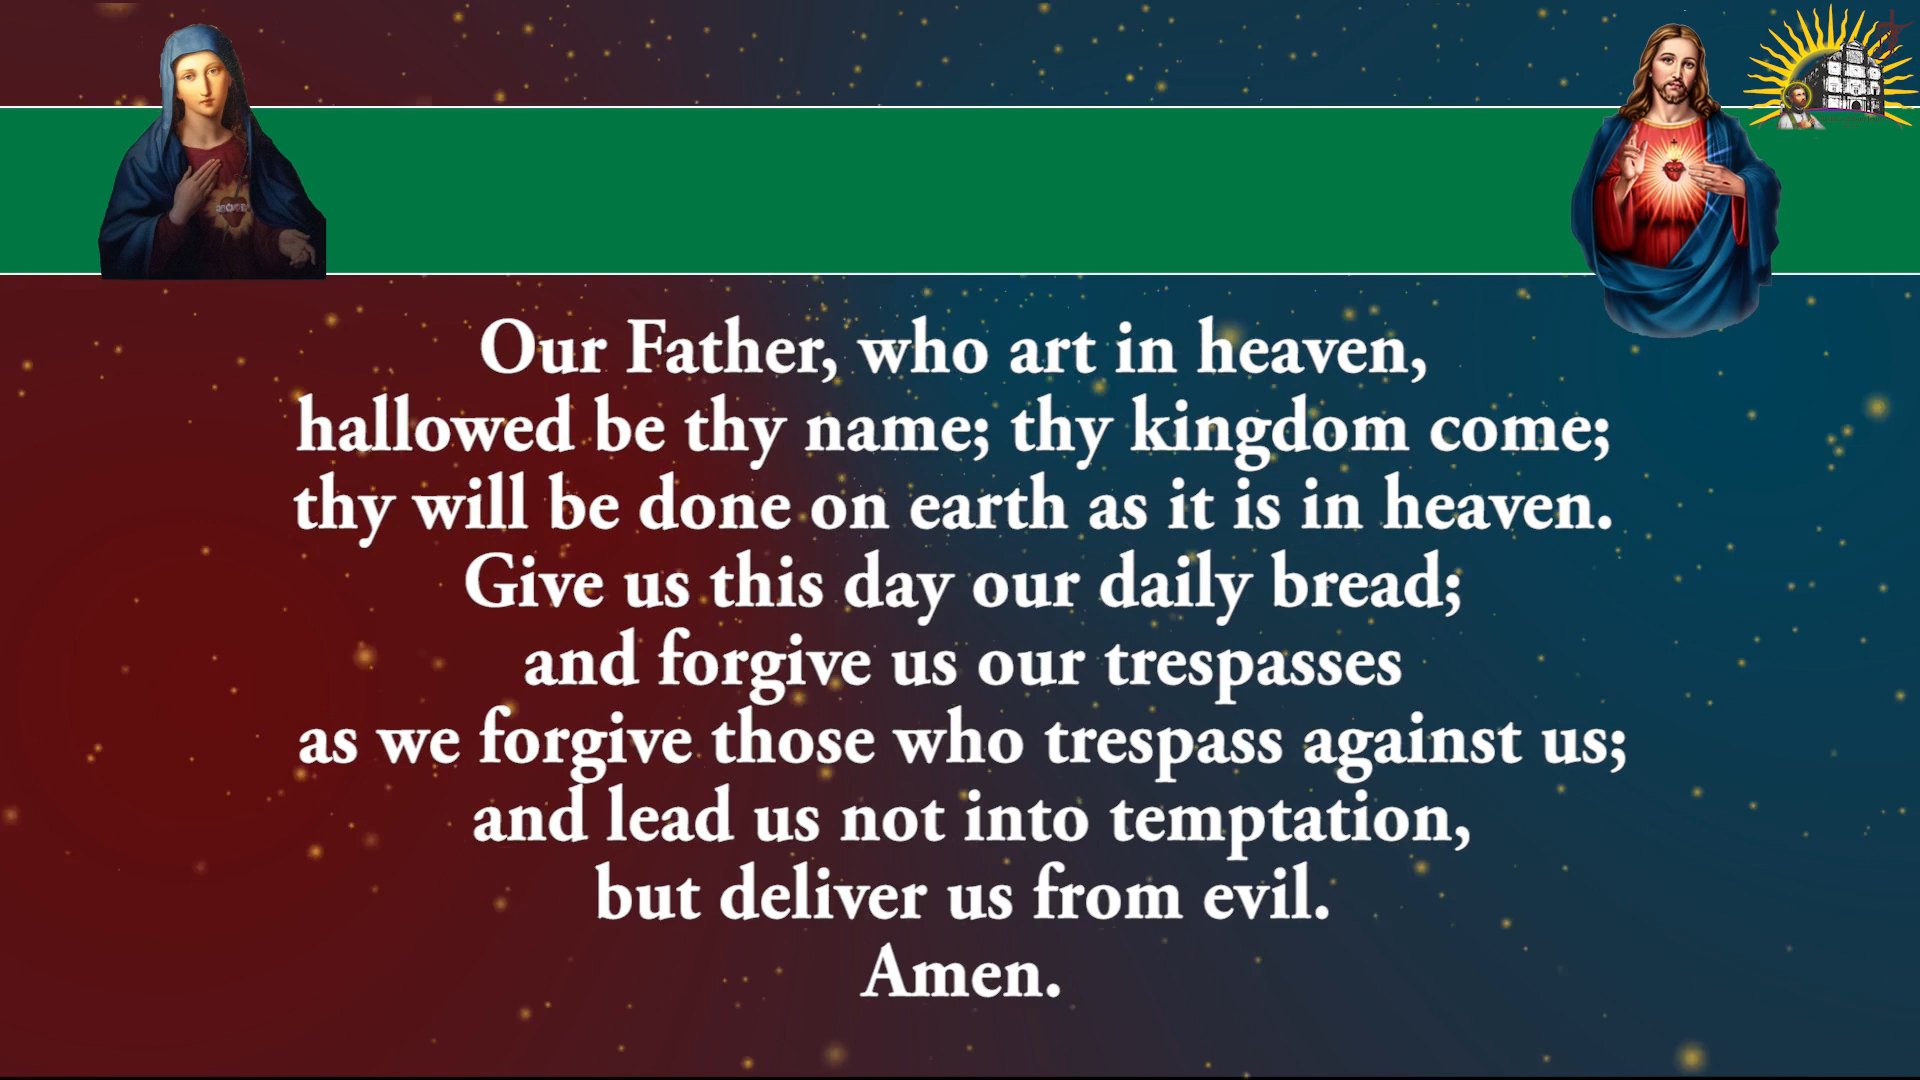 Our Father, who art in heaven,
hallowed be thy name; thy kingdom come;
thy will be done on earth as it is in heaven.
Give us this day our daily bread;
and forgive us our trespasses
as we forgive those who trespass against us;
and lead us not into temptation,
but deliver us from evil.
Amen.